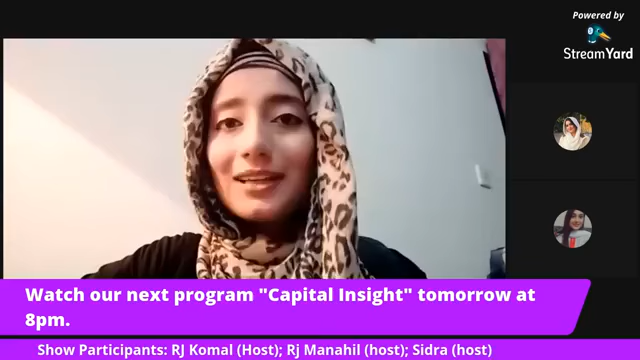 Powered by
StreamYard
Watch our next program "Capital Insight" tomorrow at
8pm.
Show Participants: RJ Komal (Host); Rj Manahil (host); Sidra (host)